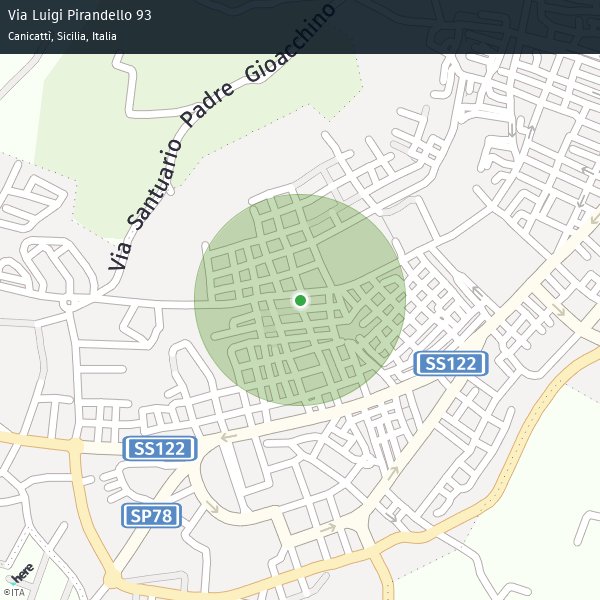 Via Luigi Pirandello 93
Canicattì, Sicilia, Italia
Via Santuario Padre Gioacchino
SS122
SS122
SP78
here
©ITA